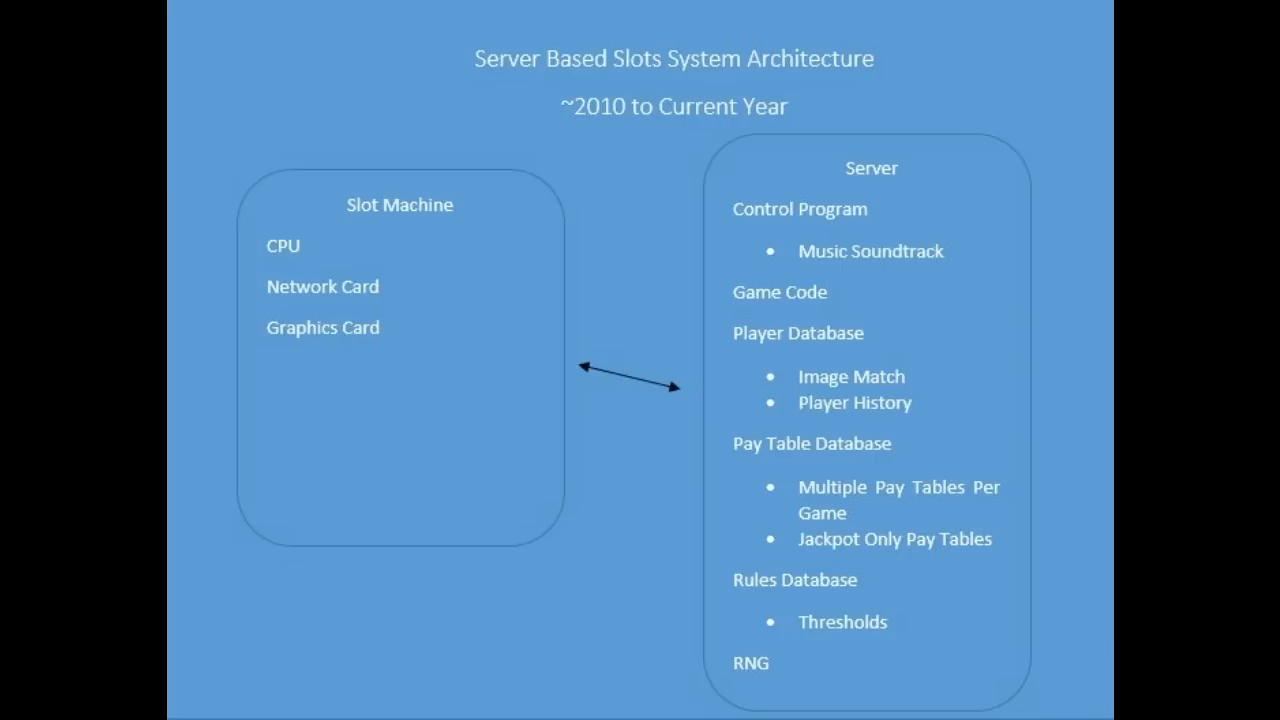 Server Based Slots System Architecture
~2010 to Current Year
Slot Machine
CPU
Network Card
Graphics Card
Server
Control Program
• Music Soundtrack
Game Code
Player Database
• Image Match
• Player History
Pay Table Database
• Multiple Pay Tables Per
Game
• Jackpot Only Pay Tables
Rules Database
• Thresholds
RNG